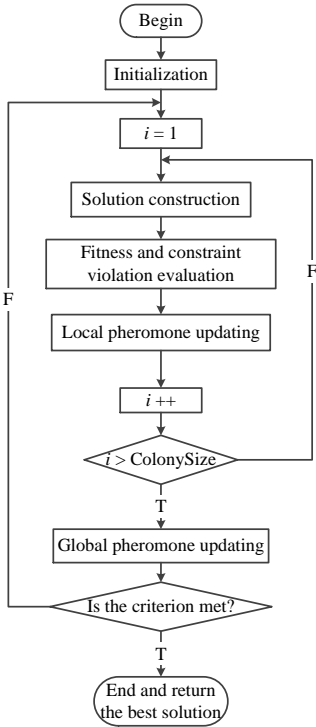 Begin
Initialization
i = 1
Solution construction
Fitness and constraint
violation evaluation
F
F
Local pheromone updating
i ++
i > ColonySize
T
Global pheromone updating
Is the criterion met?
T
End and return
the best solution